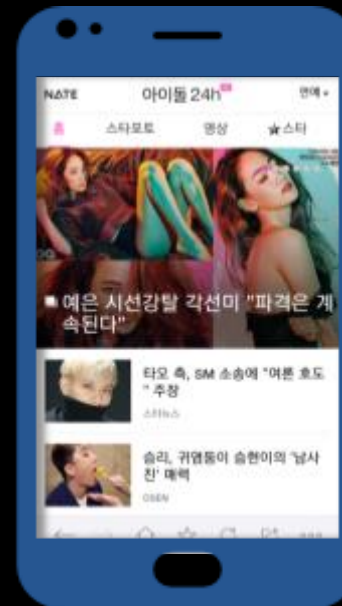 NATE
아이돌 24h
연예
홈
스타포토
영상
★스타
예은 시선강탈 각선미 "파격은 계
속된다"
타오 측, SM 소송에 "여론 호도
" 주장
스타뉴스
승리, 귀염둥이 승현이의 '남사
친' 매력
OSEN